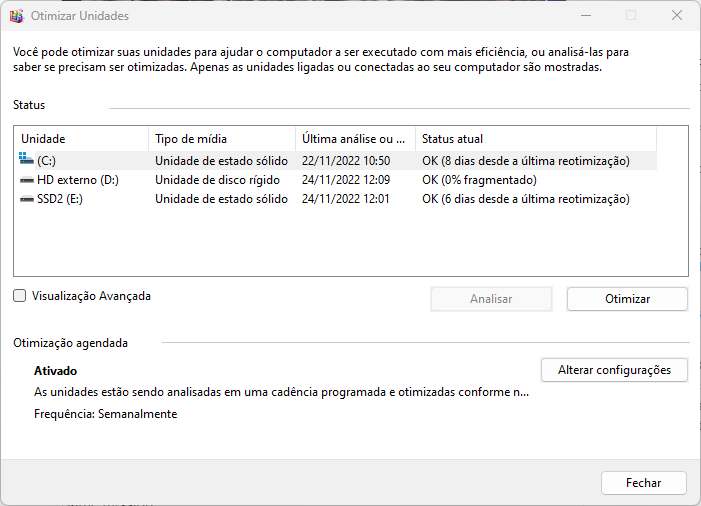 Otimizar Unidades
Você pode otimizar suas unidades para ajudar o computador a ser executado com mais eficiência, ou analisá-las para
saber se precisam ser otimizadas. Apenas as unidades ligadas ou conectadas ao seu computador são mostradas.
Status
Unidade Tipo de mídia Última análise ou ... Status atual
(C:) Unidade de estado sólido 22/11/2022 10:50 OK (8 dias desde a última reotimização)
HD externo (D:) Unidade de disco rígido 24/11/2022 12:09 OK (0% fragmentado)
SSD2 (E:) Unidade de estado sólido 24/11/2022 12:01 OK (6 dias desde a última reotimização)
Visualização Avançada Analisar Otimizar
Otimização agendada
Ativado Alterar configurações
As unidades estão sendo analisadas em uma cadência programada e otimizadas conforme n...
Frequência: Semanalmente
Fechar